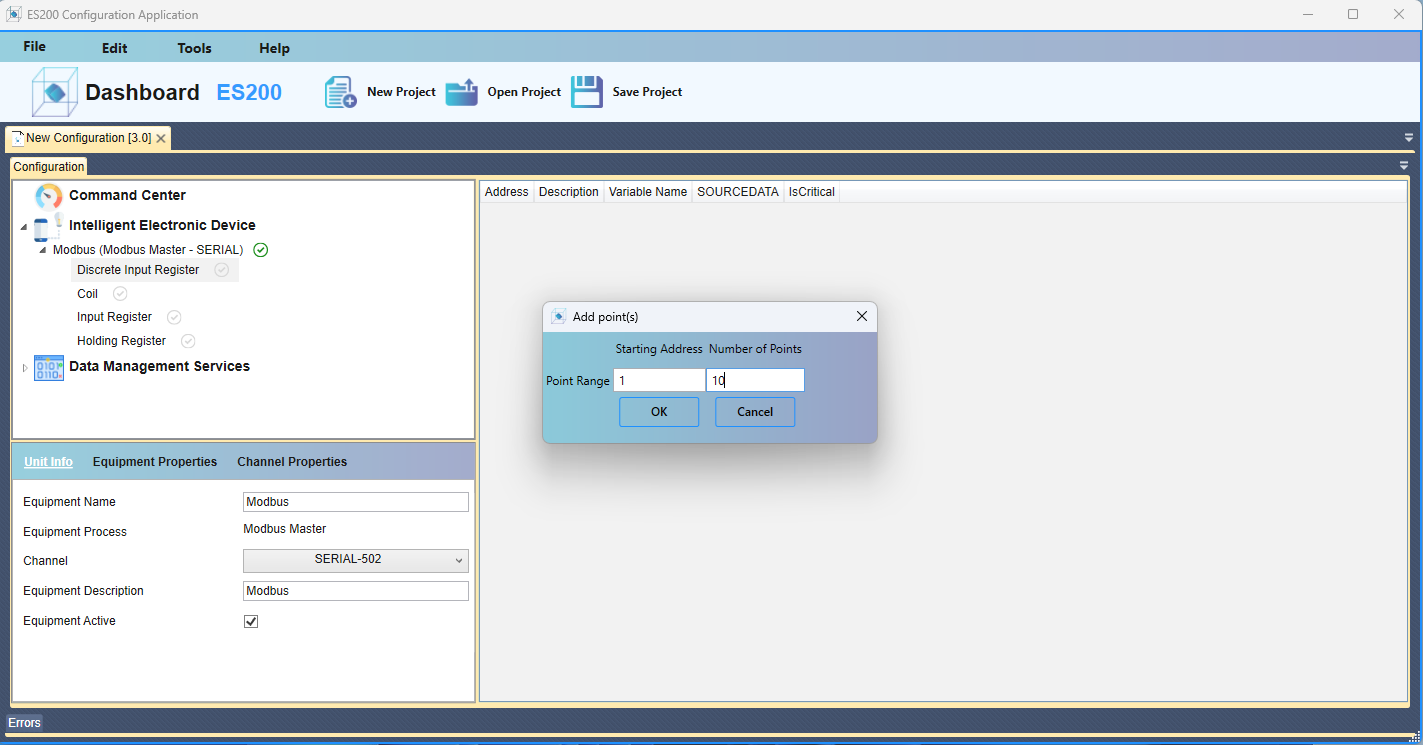 ES200 Configuration Application
File Edit Tools Help
Dashboard ES200 New Project Open Project Save Project
New Configuration [3.0]
Configuration
Command Center
Intelligent Electronic Device
Modbus (Modbus Master - SERIAL)
Discrete Input Register
Coil
Input Register
Holding Register
Data Management Services
Address Description Variable Name SOURCEDATA IsCritical
Add point(s)
Starting Address Number of Points
Point Range 1 10
OK Cancel
Unit Info Equipment Properties Channel Properties
Equipment Name Modbus
Equipment Process Modbus Master
Channel SERIAL-502
Equipment Description Modbus
Equipment Active
Errors